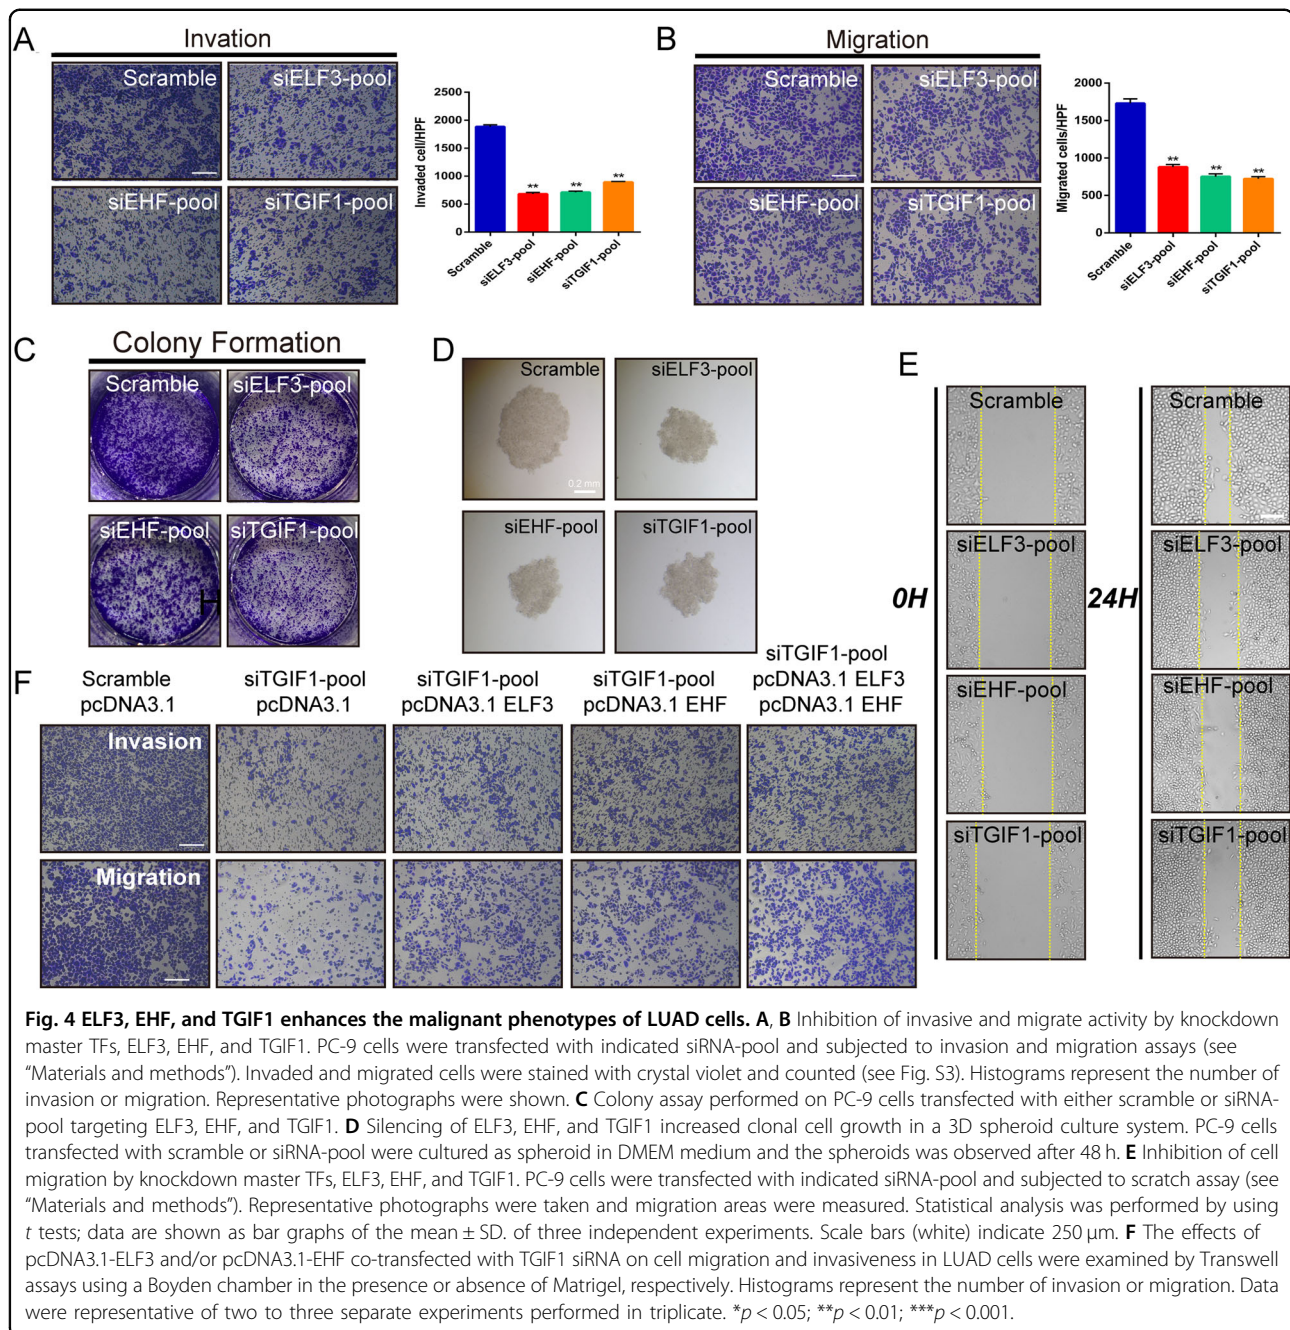 A
Invation
Scramble
siELF3-pool
siEHF-pool
siTGIF1-pool
Invaded cell/HPF
2500
2000
1500
1000
500
0
**
**
**
Scramble
siELF3-pool
siEHF-pool
siTGIF1-pool
B
Migration
Scramble
siELF3-pool
siEHF-pool
siTGIF1-pool
Migrated cells/HPF
2000
1500
1000
500
0
**
**
**
Scramble
siELF3-pool
siEHF-pool
siTGIF1-pool
C
Colony Formation
Scramble
siELF3-pool
siEHF-pool
siTGIF1-pool
D
Scramble
siELF3-pool
0.2 mm
siEHF-pool
siTGIF1-pool
E
0H
Scramble
siELF3-pool
siEHF-pool
siTGIF1-pool
24H
Scramble
siELF3-pool
siEHF-pool
siTGIF1-pool
F
Scramble
pcDNA3.1
siTGIF1-pool
pcDNA3.1
siTGIF1-pool
pcDNA3.1 ELF3
siTGIF1-pool
pcDNA3.1 EHF
siTGIF1-pool
pcDNA3.1 ELF3
pcDNA3.1 EHF
Invasion
Migration
Fig. 4 ELF3, EHF, and TGIF1 enhances the malignant phenotypes of LUAD cells. A, B Inhibition of invasive and migrate activity by knockdown
master TFs, ELF3, EHF, and TGIF1. PC-9 cells were transfected with indicated siRNA-pool and subjected to invasion and migration assays (see
“Materials and methods”). Invaded and migrated cells were stained with crystal violet and counted (see Fig. S3). Histograms represent the number of
invasion or migration. Representative photographs were shown. C Colony assay performed on PC-9 cells transfected with either scramble or siRNA-
pool targeting ELF3, EHF, and TGIF1. D Silencing of ELF3, EHF, and TGIF1 increased clonal cell growth in a 3D spheroid culture system. PC-9 cells
transfected with scramble or siRNA-pool were cultured as spheroid in DMEM medium and the spheroids was observed after 48 h. E Inhibition of cell
migration by knockdown master TFs, ELF3, EHF, and TGIF1. PC-9 cells were transfected with indicated siRNA-pool and subjected to scratch assay (see
“Materials and methods”). Representative photographs were taken and migration areas were measured. Statistical analysis was performed by using
t tests; data are shown as bar graphs of the mean ± SD. of three independent experiments. Scale bars (white) indicate 250 μm. F The effects of
pcDNA3.1-ELF3 and/or pcDNA3.1-EHF co-transfected with TGIF1 siRNA on cell migration and invasiveness in LUAD cells were examined by Transwell
assays using a Boyden chamber in the presence or absence of Matrigel, respectively. Histograms represent the number of invasion or migration. Data
were representative of two to three separate experiments performed in triplicate. *p < 0.05; **p < 0.01; ***p < 0.001.